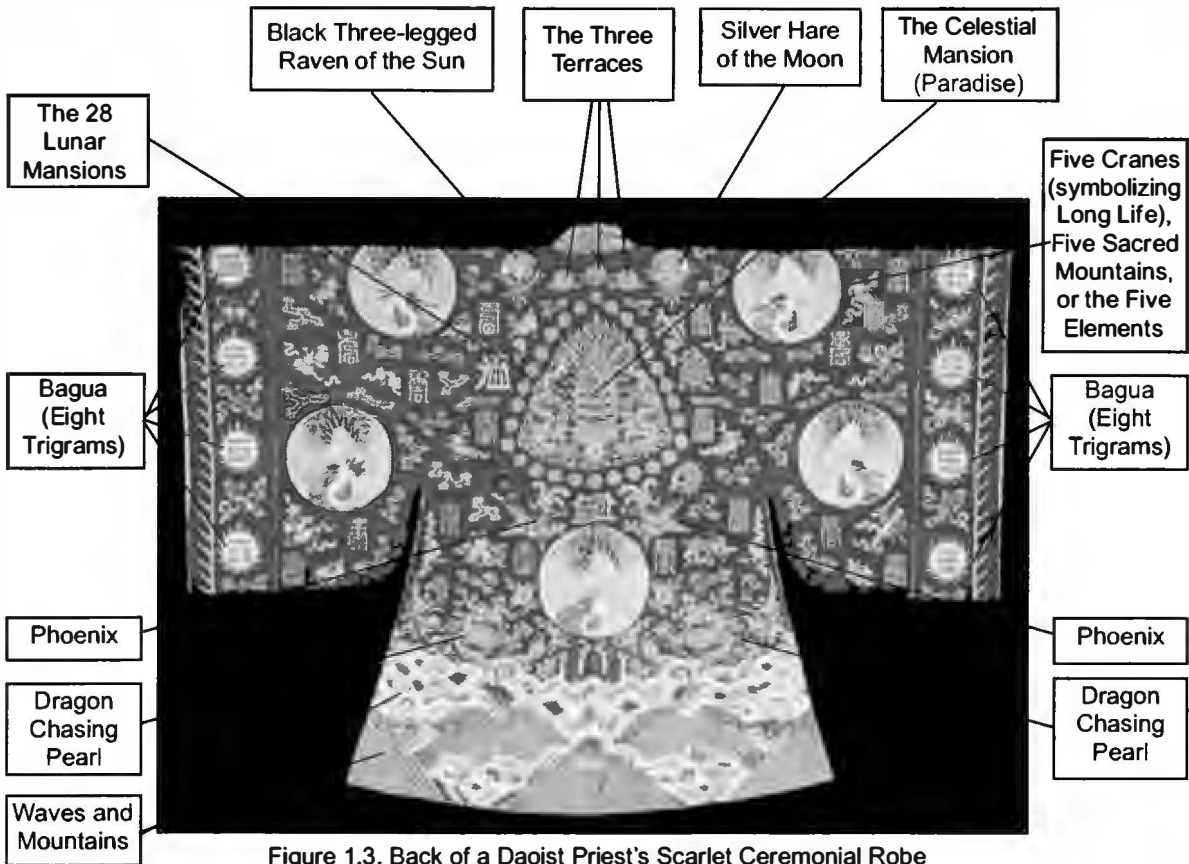 Black Three-legged
Raven of the Sun
The Three
Terraces
Silver Hare
of the Moon
The Celestial
Mansion
(Paradise)
The 28
Lunar
Mansions
Five Cranes
(symbolizing
Long Life),
Five Sacred
Mountains,
or the Five
Elements
Bagua
(Eight
Trigrams)
Bagua
(Eight
Trigrams)
Phoenix
Phoenix
Dragon
Chasing
Pearl
Dragon
Chasing
Pearl
Waves and
Mountains
Figure 1.3. Back of a Daoist Priest's Scarlet Ceremonial Robe